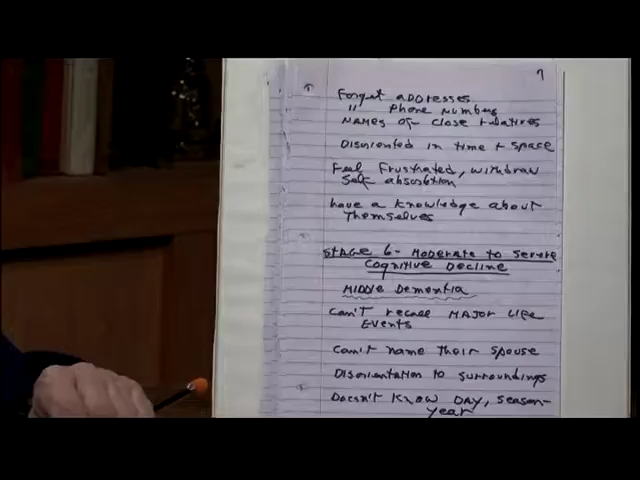 7
Forget addresses
" Phone numbers
Names of close relatives
Disoriented in time + space
Feel frustrated, withdraw
Self absorbtion
have a knowledge about
themselves
Stage 6 - Moderate to Severe
Cognitive Decline
Middle Dementia
Can't recall Major Life
Events
Can't name their spouse
Disorientation to surroundings
Doesn't know Day, season-
year